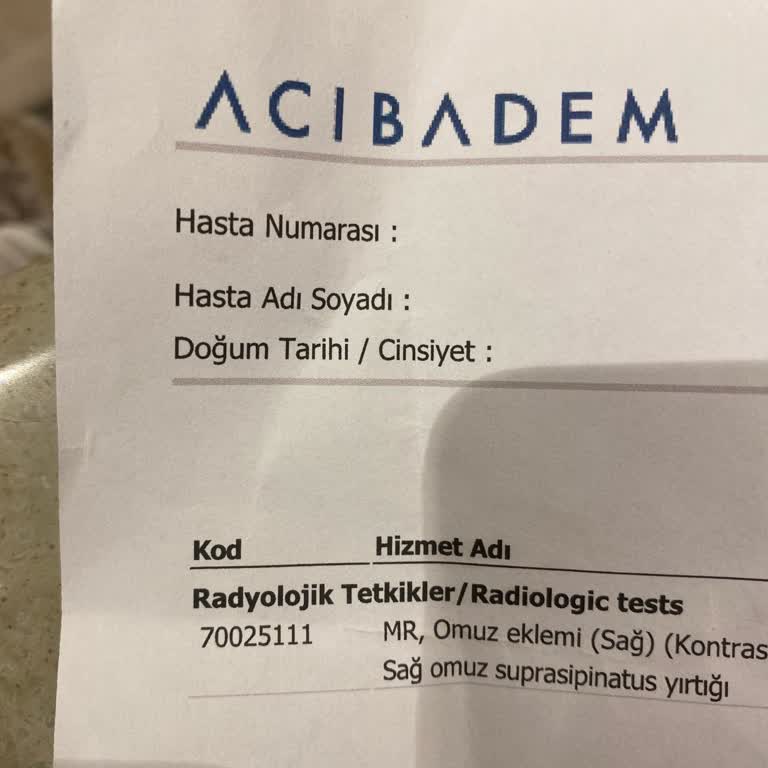 ACIBADEM
Hasta Numarası :
Hasta Adı Soyadı :
Doğum Tarihi / Cinsiyet :
Kod Hizmet Adı
Radyolojik Tetkikler/Radiologic tests
70025111 MR, Omuz eklemi (Sağ) (Kontras
Sağ omuz suprasipinatus yırtığı